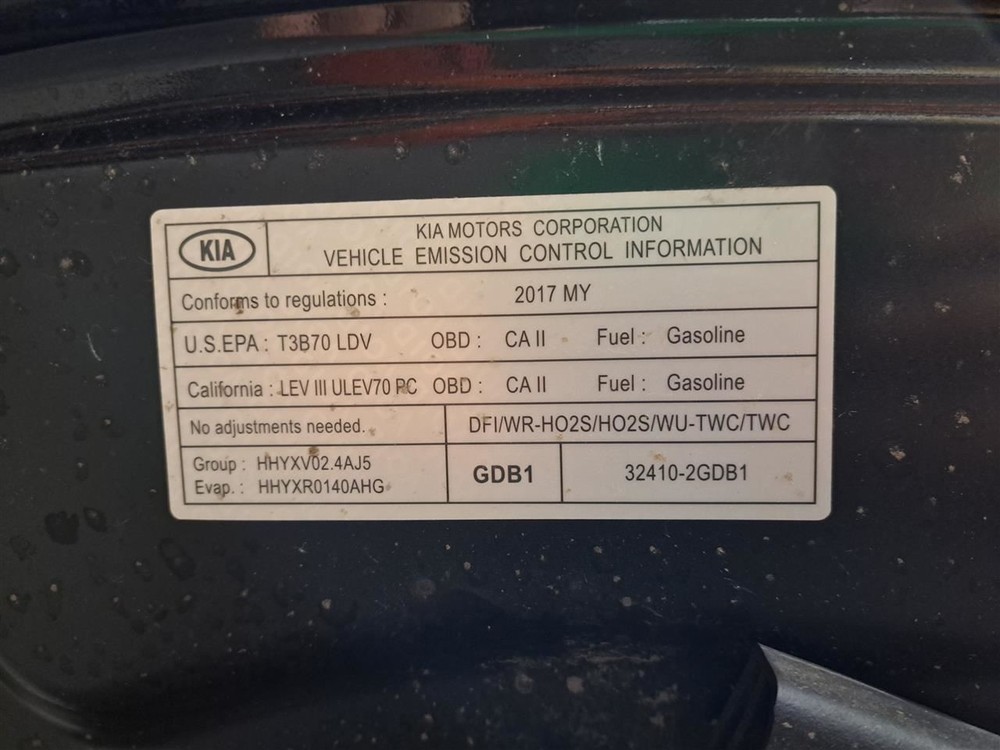 KIA
KIA MOTORS CORPORATION
VEHICLE EMISSION CONTROL INFORMATION
Conforms to regulations : 2017 MY
U.S.EPA : T3B70 LDV OBD : CA II Fuel : Gasoline
California : LEV III ULEV70 PC OBD : CA II Fuel : Gasoline
No adjustments needed. DFI/WR-HO2S/HO2S/WU-TWC/TWC
Group : HHYXV02.4AJ5
Evap. : HHYXR0140AHG
GDB1
32410-2GDB1